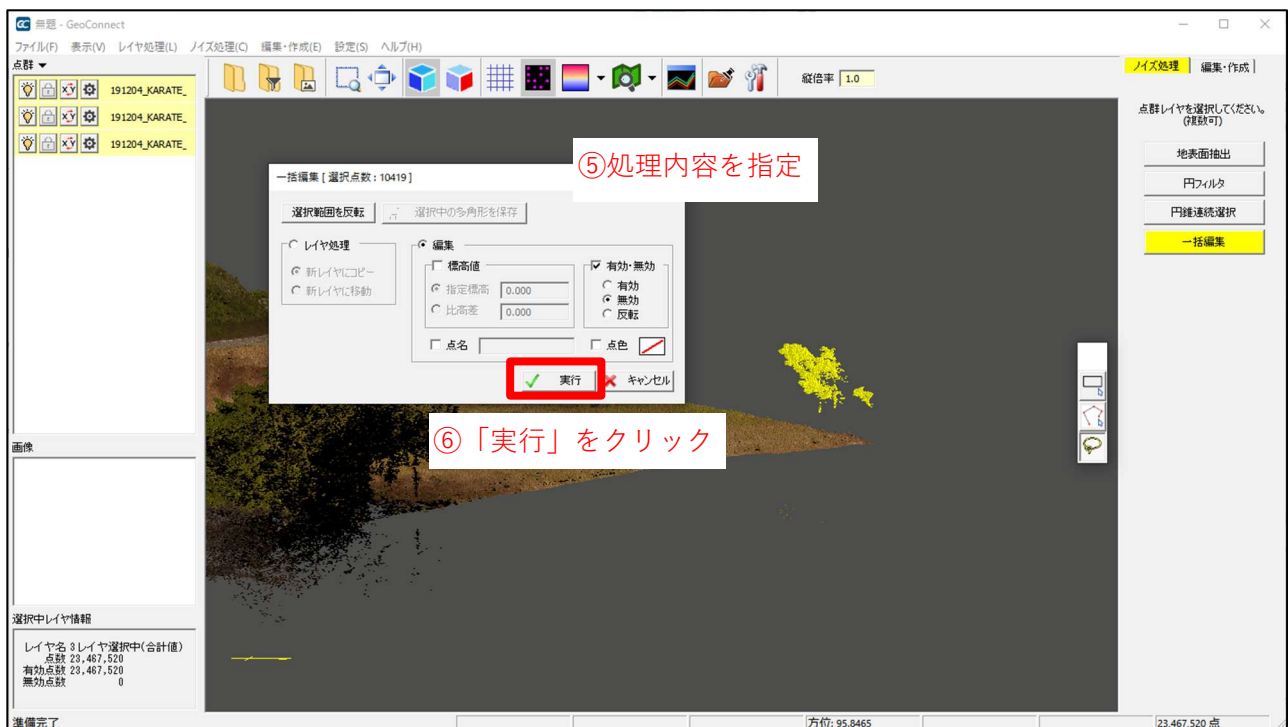 無題 - GeoConnect
ファイル(F) 表示(V) レイヤ処理(L) ノイズ処理(C) 編集・作成(E) 設定(S) ヘルプ(H)
点群
191204_KARATE_
191204_KARATE_
191204_KARATE_
縦倍率 1.0
ノイズ処理 編集・作成
点群レイヤを選択してください。
(複数可)
地表面抽出
円フィルタ
円錐連続選択
一括編集
⑤処理内容を指定
一括編集 [ 選択点数 : 10419 ]
選択範囲を反転 選択中の多角形を保存
レイヤ処理
新レイヤにコピー
新レイヤに移動
編集
標高値
指定標高 0.000
比高差 0.000
有効・無効
有効
無効
反転
点名
点色
実行 キャンセル
⑥「実行」をクリック
画像
選択中レイヤ情報
レイヤ名 3レイヤ選択中(合計値)
点数 23,467,520
有効点数 23,467,520
無効点数 0
準備完了
方位: 95.8465
23,467,520 点